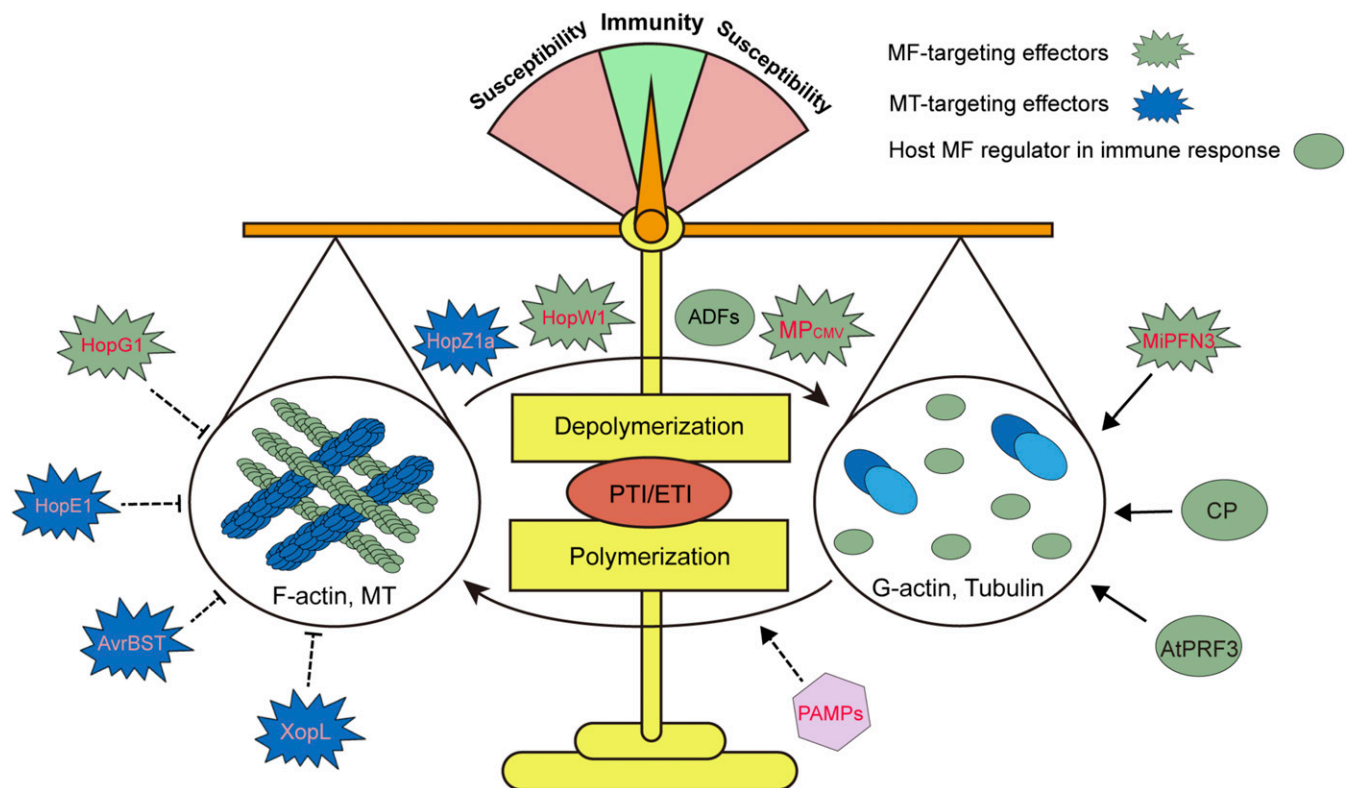 Susceptibility
Immunity
Susceptibility
MF-targeting effectors
MT-targeting effectors
Host MF regulator in immune response
HopG1
HopZ1a
HopW1
ADFs
MPCMV
MiPFN3
HopE1
Depolymerization
PTI/ETI
Polymerization
CP
F-actin, MT
G-actin, Tubulin
AvrBST
AtPRF3
XopL
PAMPs